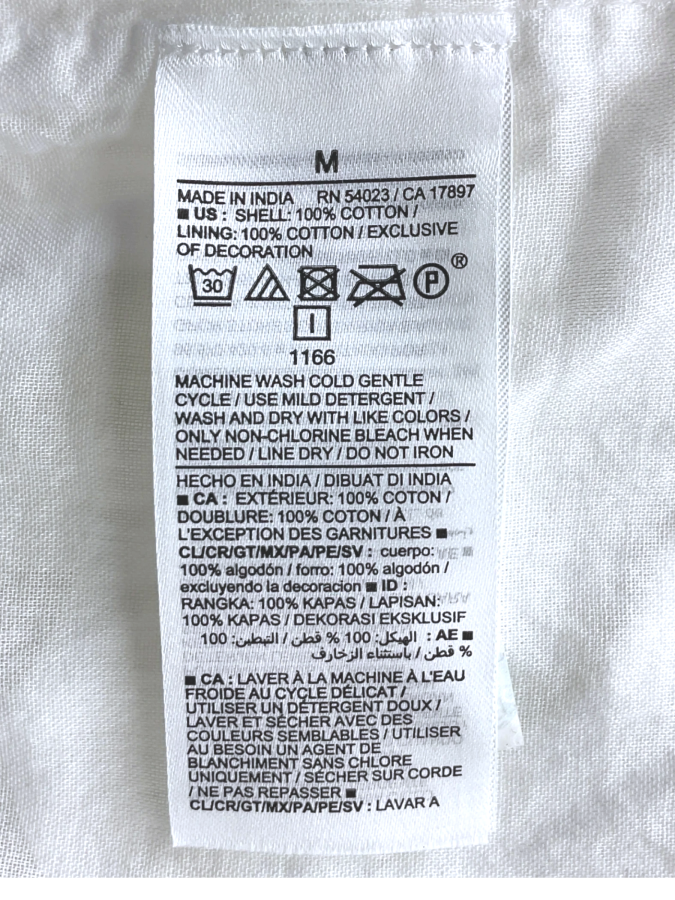 M
MADE IN INDIA RN 54023 / CA 17897
■ US : SHELL: 100% COTTON /
LINING: 100% COTTON / EXCLUSIVE
OF DECORATION
30 P ®
I
1166
MACHINE WASH COLD GENTLE
CYCLE / USE MILD DETERGENT /
WASH AND DRY WITH LIKE COLORS /
ONLY NON-CHLORINE BLEACH WHEN
NEEDED / LINE DRY / DO NOT IRON
HECHO EN INDIA / DIBUAT DI INDIA
■ CA : EXTÉRIEUR: 100% COTON /
DOUBLURE: 100% COTON / À
L'EXCEPTION DES GARNITURES ■
CL/CR/GT/MX/PA/PE/SV : cuerpo:
100% algodón / forro: 100% algodón /
excluyendo la decoracion ■ ID :
RANGKA: 100% KAPAS / LAPISAN:
100% KAPAS / DEKORASI EKSKLUSIF
■ AE : الهيكل: 100 % قطن / التبطين: 100
% قطن / باستثناء الزخارف
■ CA : LAVER À LA MACHINE À L'EAU
FROIDE AU CYCLE DÉLICAT /
UTILISER UN DÉTERGENT DOUX /
LAVER ET SÉCHER AVEC DES
COULEURS SEMBLABLES / UTILISER
AU BESOIN UN AGENT DE
BLANCHIMENT SANS CHLORE
UNIQUEMENT / SÉCHER SUR CORDE
/ NE PAS REPASSER ■
CL/CR/GT/MX/PA/PE/SV : LAVAR A